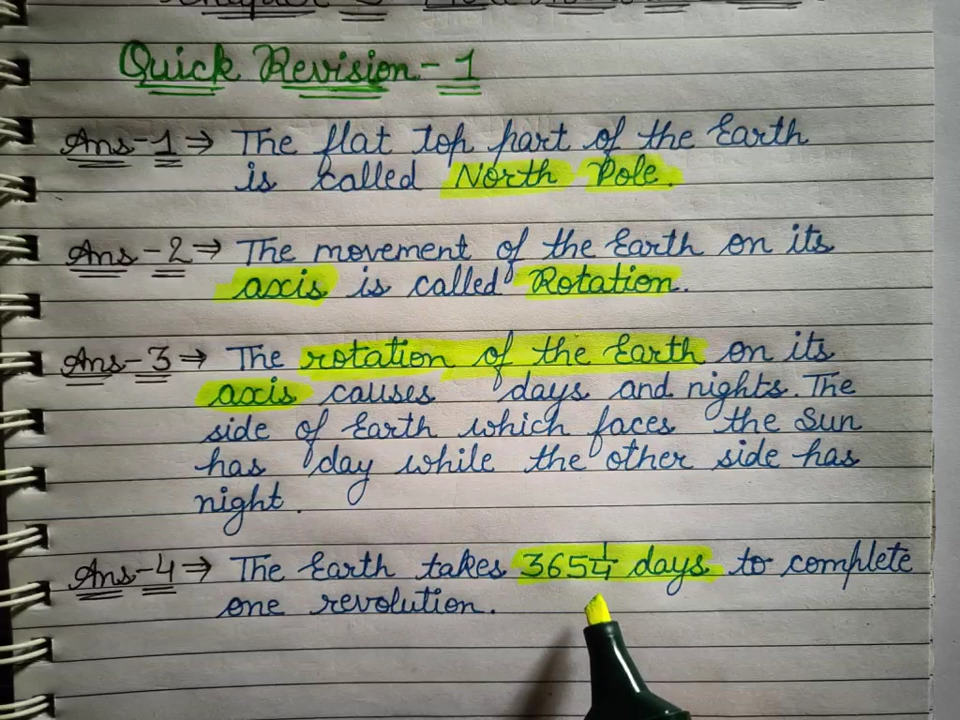 Quick Revision - 1
Ans-1 ⇒ The flat top part of the Earth
is called North Pole.
Ans-2 ⇒ The movement of the Earth on its
axis is called Rotation.
Ans-3 ⇒ The rotation of the Earth on its
axis causes days and nights. The
side of Earth which faces the Sun
has day while the other side has
night.
Ans-4 ⇒ The Earth takes 365 1/4 days to complete
one revolution.